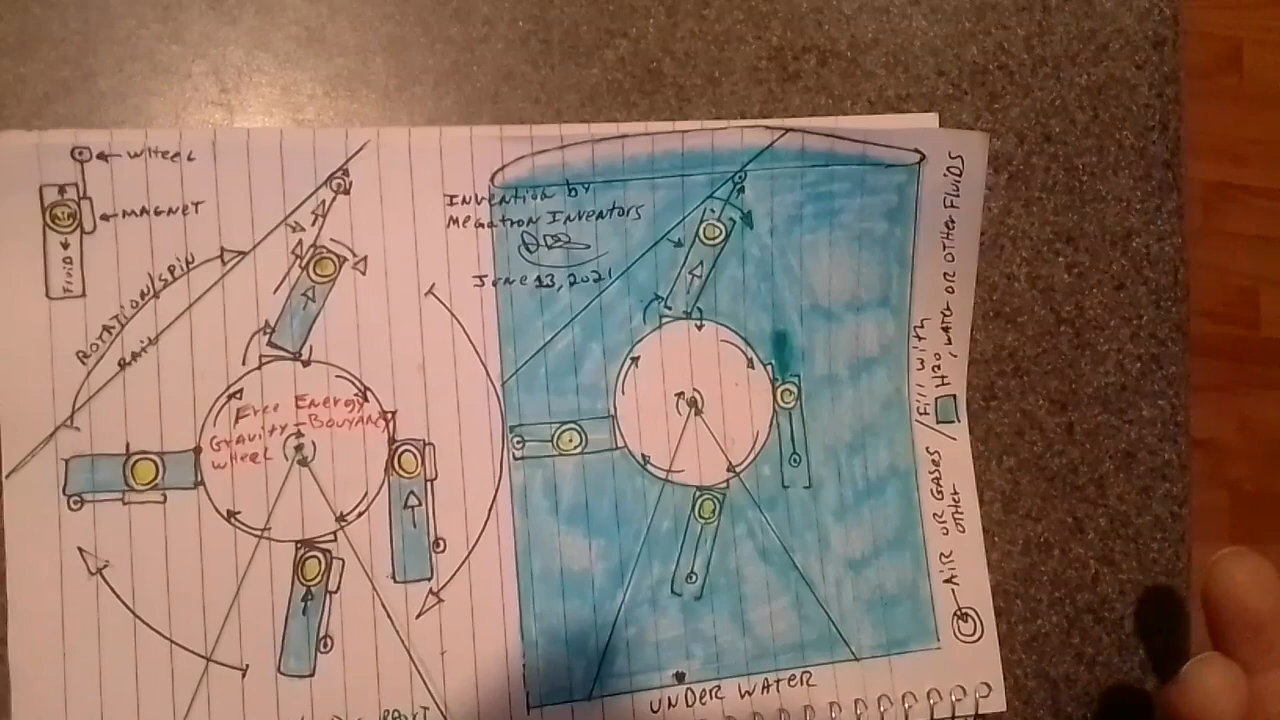 WHEEL
AIR
MAGNET
FLUID
ROTATION/SPIN
RAIL
Free Energy
Gravity-Bouyancy
Wheel
Invention by
Megatron Inventors
June 13, 2021
UNDER WATER
AIR OR GASES / Fill with
OTHER
H2O, WATER OR OTHER FLUIDS